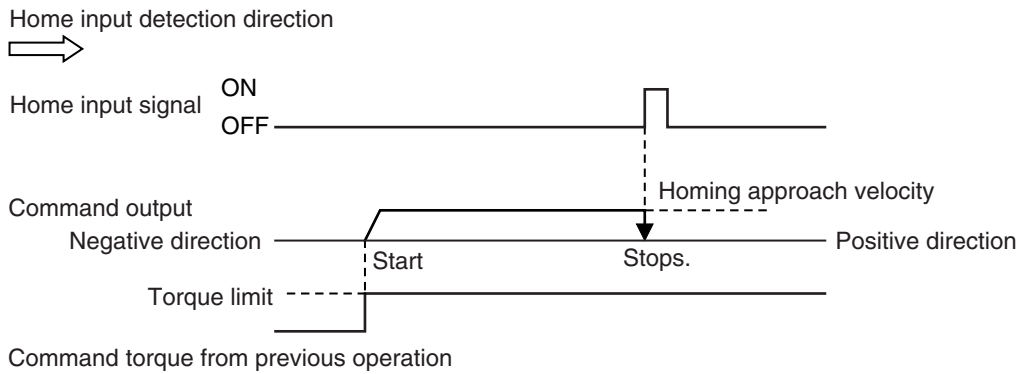 Home input detection direction
ON
Home input signal
OFF
Homing approach velocity
Command output
Negative direction
Positive direction
Start
Stops.
Torque limit
Command torque from previous operation